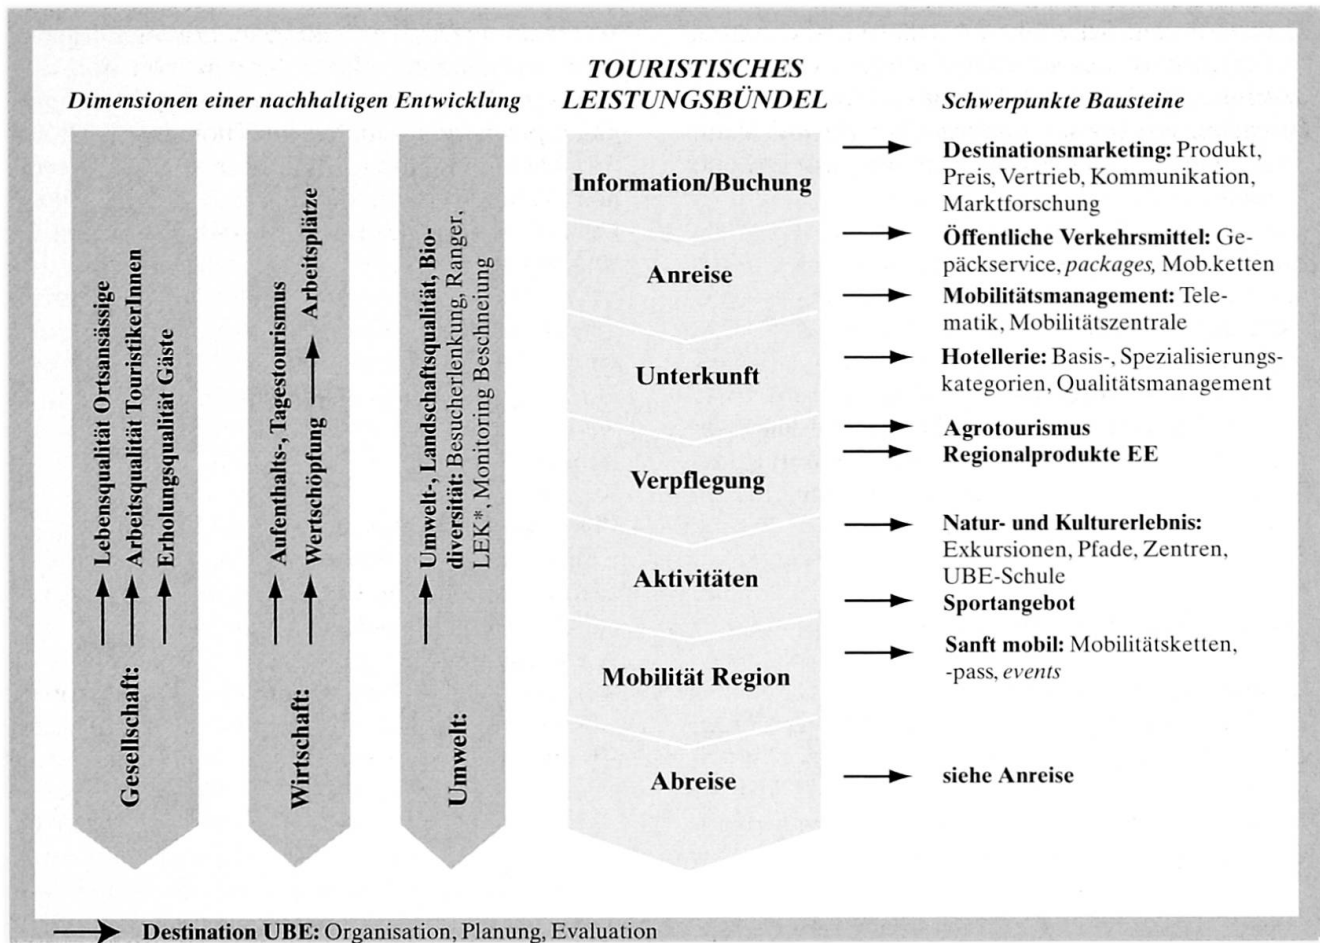 Dimensionen einer nachhaltigen Entwicklung
Gesellschaft:
Lebensqualität Ortsansässige
Arbeitsqualität TouristikerInnen
Erholungsqualität Gäste
Wirtschaft:
Aufenthalts-, Tagestourismus
Wertschöpfung
Arbeitsplätze
Umwelt:
Umwelt-, Landschaftsqualität, Bio-
diversität: Besucherlenkung, Ranger,
LEK*, Monitoring Beschneiung
TOURISTISCHES
LEISTUNGSBÜNDEL
Information/Buchung
Anreise
Unterkunft
Verpflegung
Aktivitäten
Mobilität Region
Abreise
Schwerpunkte Bausteine
Destinationsmarketing: Produkt,
Preis, Vertrieb, Kommunikation,
Marktforschung
Öffentliche Verkehrsmittel: Ge-
päckservice, packages, Mob.ketten
Mobilitätsmanagement: Tele-
matik, Mobilitätszentrale
Hotellerie: Basis-, Spezialisierungs-
kategorien, Qualitätsmanagement
Agrotourismus
Regionalprodukte EE
Natur- und Kulturerlebnis:
Exkursionen, Pfade, Zentren,
UBE-Schule
Sportangebot
Sanft mobil: Mobilitätsketten,
-pass, events
siehe Anreise
Destination UBE: Organisation, Planung, Evaluation